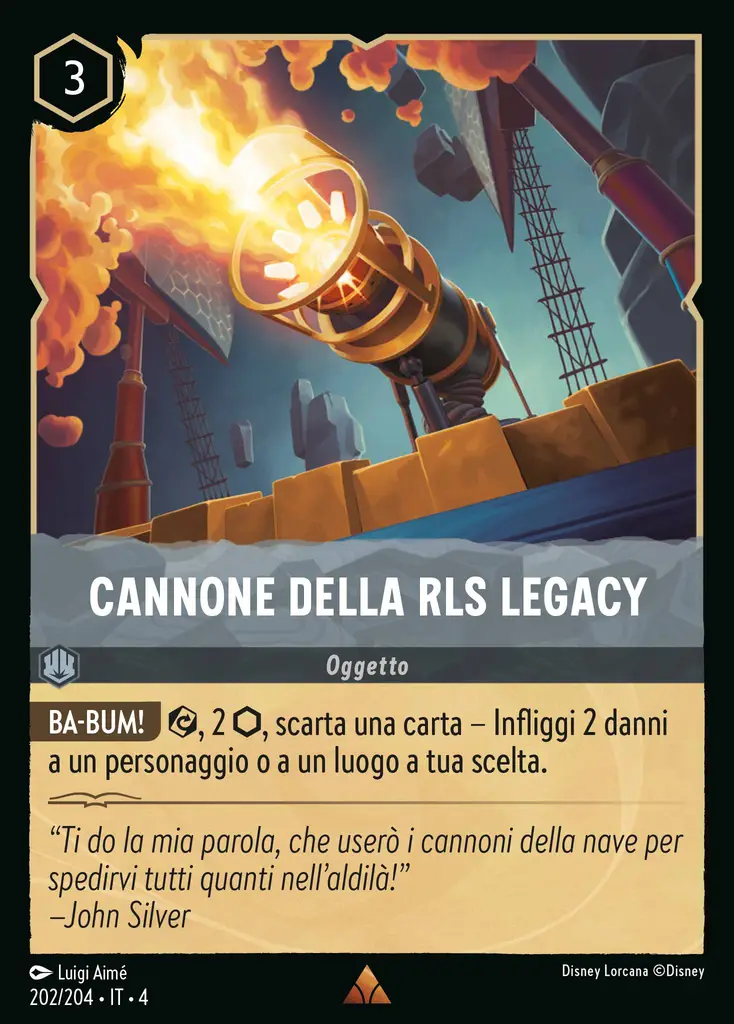 3
CANNONE DELLA RLS LEGACY
Oggetto
BA-BUM! , 2 , scarta una carta – Infliggi 2 danni
a un personaggio o a un luogo a tua scelta.
“Ti do la mia parola, che userò i cannoni della nave per
spedirvi tutti quanti nell’aldilà!”
–John Silver
Luigi Aimé
Disney Lorcana ©Disney
202/204 • IT • 4